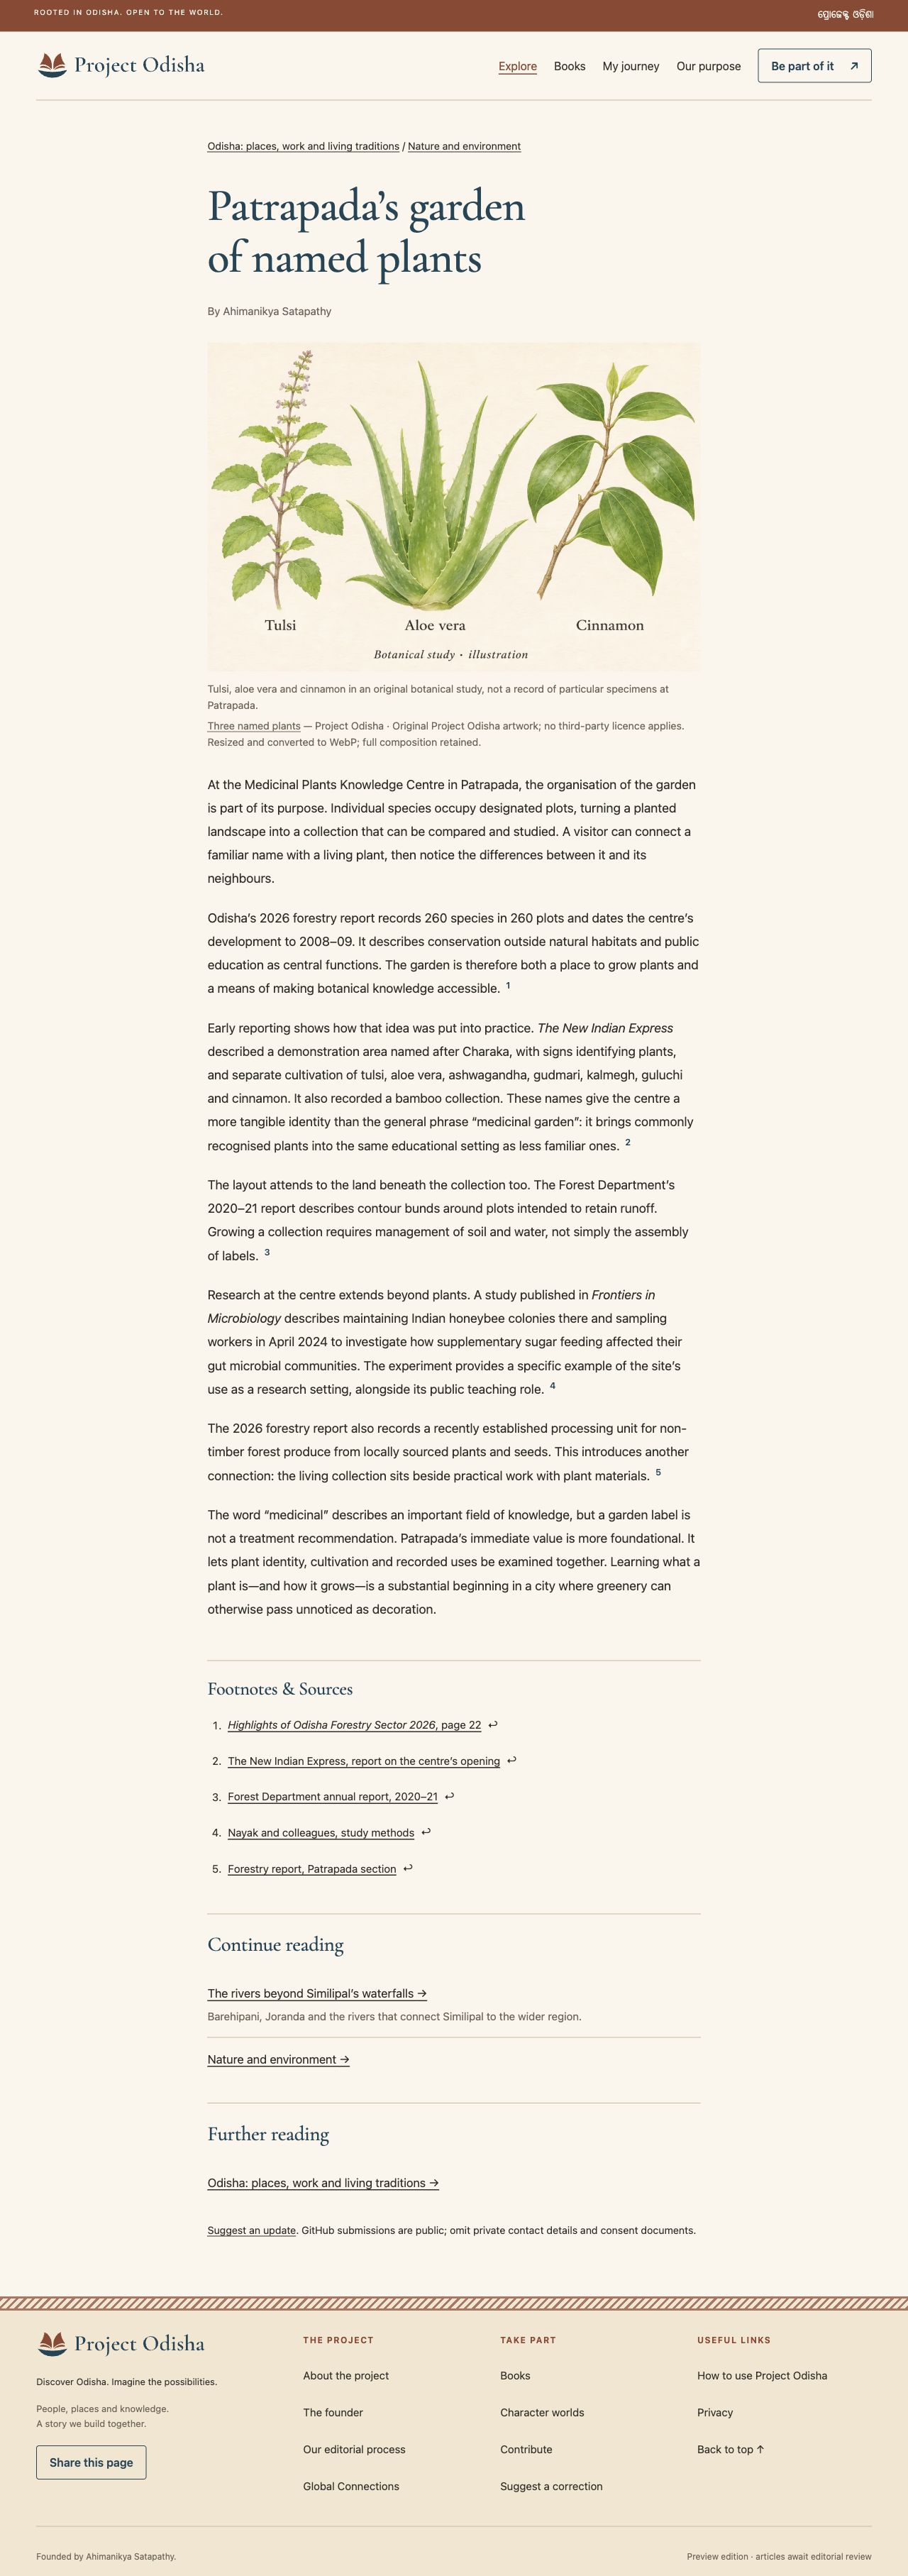 ROOTED IN ODISHA. OPEN TO THE WORLD.
ପ୍ରୋଜେକ୍ଟ ଓଡ଼ିଶା
Project Odisha
Explore
Books
My journey
Our purpose
Be part of it ↗
Odisha: places, work and living traditions / Nature and environment
Patrapada’s garden
of named plants
By Ahimanikya Satapathy
Tulsi
Aloe vera
Cinnamon
Botanical study · illustration
Tulsi, aloe vera and cinnamon in an original botanical study, not a record of particular specimens at
Patrapada.
Three named plants — Project Odisha · Original Project Odisha artwork; no third-party licence applies.
Resized and converted to WebP; full composition retained.
At the Medicinal Plants Knowledge Centre in Patrapada, the organisation of the garden
is part of its purpose. Individual species occupy designated plots, turning a planted
landscape into a collection that can be compared and studied. A visitor can connect a
familiar name with a living plant, then notice the differences between it and its
neighbours.
Odisha’s 2026 forestry report records 260 species in 260 plots and dates the centre’s
development to 2008–09. It describes conservation outside natural habitats and public
education as central functions. The garden is therefore both a place to grow plants and
a means of making botanical knowledge accessible. 1
Early reporting shows how that idea was put into practice. The New Indian Express
described a demonstration area named after Charaka, with signs identifying plants,
and separate cultivation of tulsi, aloe vera, ashwagandha, gudmari, kalmegh, guluchi
and cinnamon. It also recorded a bamboo collection. These names give the centre a
more tangible identity than the general phrase “medicinal garden”: it brings commonly
recognised plants into the same educational setting as less familiar ones. 2
The layout attends to the land beneath the collection too. The Forest Department’s
2020–21 report describes contour bunds around plots intended to retain runoff.
Growing a collection requires management of soil and water, not simply the assembly
of labels. 3
Research at the centre extends beyond plants. A study published in Frontiers in
Microbiology describes maintaining Indian honeybee colonies there and sampling
workers in April 2024 to investigate how supplementary sugar feeding affected their
gut microbial communities. The experiment provides a specific example of the site’s
use as a research setting, alongside its public teaching role. 4
The 2026 forestry report also records a recently established processing unit for non-
timber forest produce from locally sourced plants and seeds. This introduces another
connection: the living collection sits beside practical work with plant materials. 5
The word “medicinal” describes an important field of knowledge, but a garden label is
not a treatment recommendation. Patrapada’s immediate value is more foundational. It
lets plant identity, cultivation and recorded uses be examined together. Learning what a
plant is—and how it grows—is a substantial beginning in a city where greenery can
otherwise pass unnoticed as decoration.
Footnotes & Sources
1. Highlights of Odisha Forestry Sector 2026, page 22 ↩
2. The New Indian Express, report on the centre’s opening ↩
3. Forest Department annual report, 2020–21 ↩
4. Nayak and colleagues, study methods ↩
5. Forestry report, Patrapada section ↩
Continue reading
The rivers beyond Similipal’s waterfalls →
Barehipani, Joranda and the rivers that connect Similipal to the wider region.
Nature and environment →
Further reading
Odisha: places, work and living traditions →
Suggest an update. GitHub submissions are public; omit private contact details and consent documents.
Project Odisha
Discover Odisha. Imagine the possibilities.
People, places and knowledge.
A story we build together.
Share this page
THE PROJECT
About the project
The founder
Our editorial process
Global Connections
TAKE PART
Books
Character worlds
Contribute
Suggest a correction
USEFUL LINKS
How to use Project Odisha
Privacy
Back to top ↑
Founded by Ahimanikya Satapathy.
Preview edition · articles await editorial review